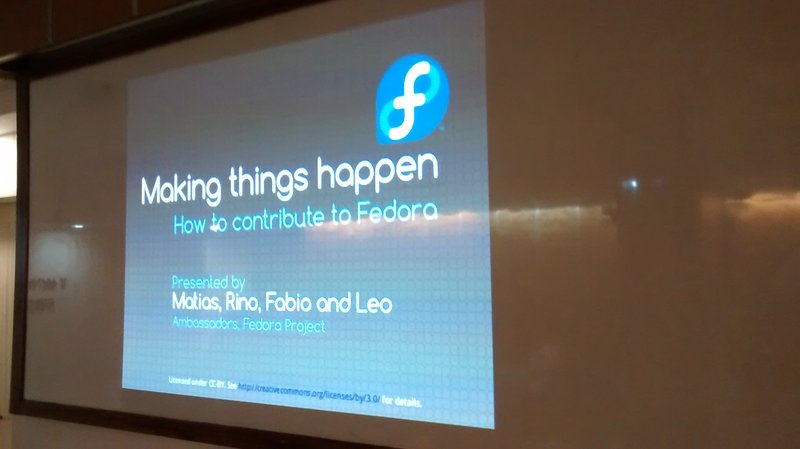 Making things happen
How to contribute to Fedora
Presented by
Matias, Rino, Fabio and Leo
Ambassadors, Fedora Project
Licensed under CC-BY. See http://creativecommons.org/licenses/by/3.0/ for details.